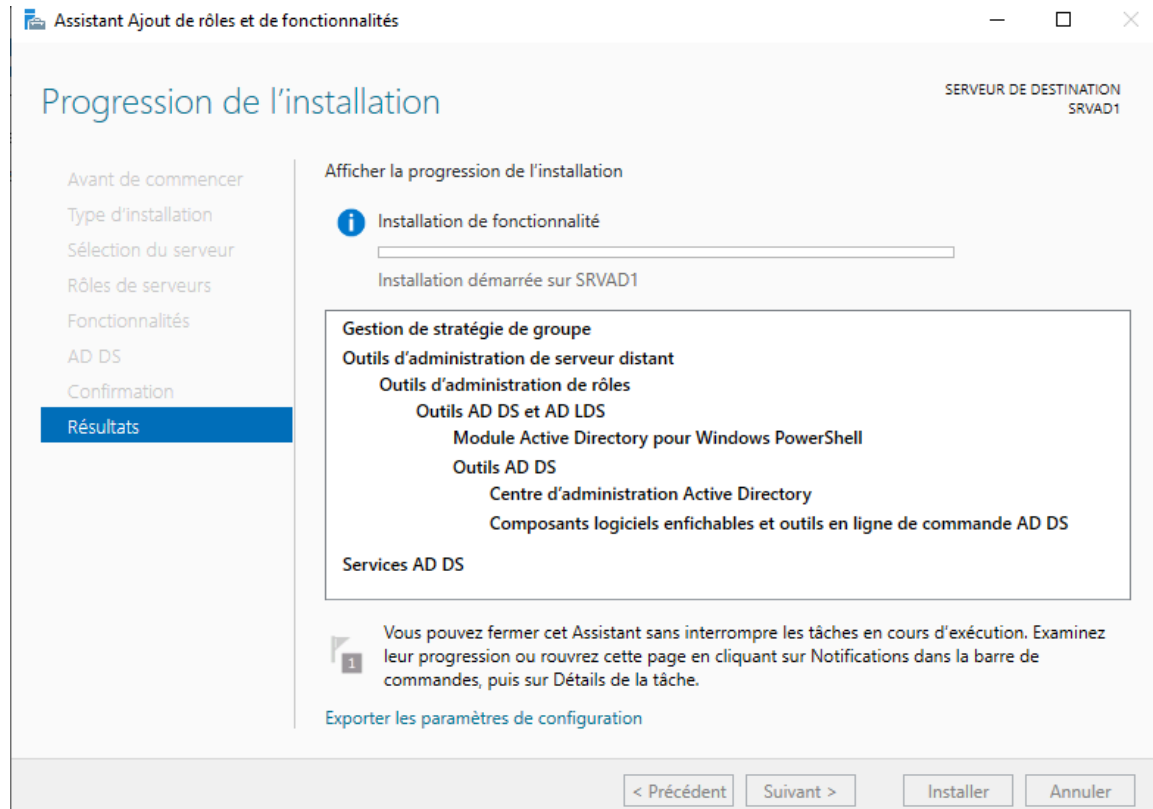 Assistant Ajout de rôles et de fonctionnalités
Progression de l'installation
SERVEUR DE DESTINATION
SRVAD1
Avant de commencer
Type d'installation
Sélection du serveur
Rôles de serveurs
Fonctionnalités
AD DS
Confirmation
Résultats
Afficher la progression de l'installation
Installation de fonctionnalité
Installation démarrée sur SRVAD1
Gestion de stratégie de groupe
Outils d'administration de serveur distant
Outils d'administration de rôles
Outils AD DS et AD LDS
Module Active Directory pour Windows PowerShell
Outils AD DS
Centre d'administration Active Directory
Composants logiciels enfichables et outils en ligne de commande AD DS
Services AD DS
1
Vous pouvez fermer cet Assistant sans interrompre les tâches en cours d'exécution. Examinez
leur progression ou rouvrez cette page en cliquant sur Notifications dans la barre de
commandes, puis sur Détails de la tâche.
Exporter les paramètres de configuration
< Précédent
Suivant >
Installer
Annuler